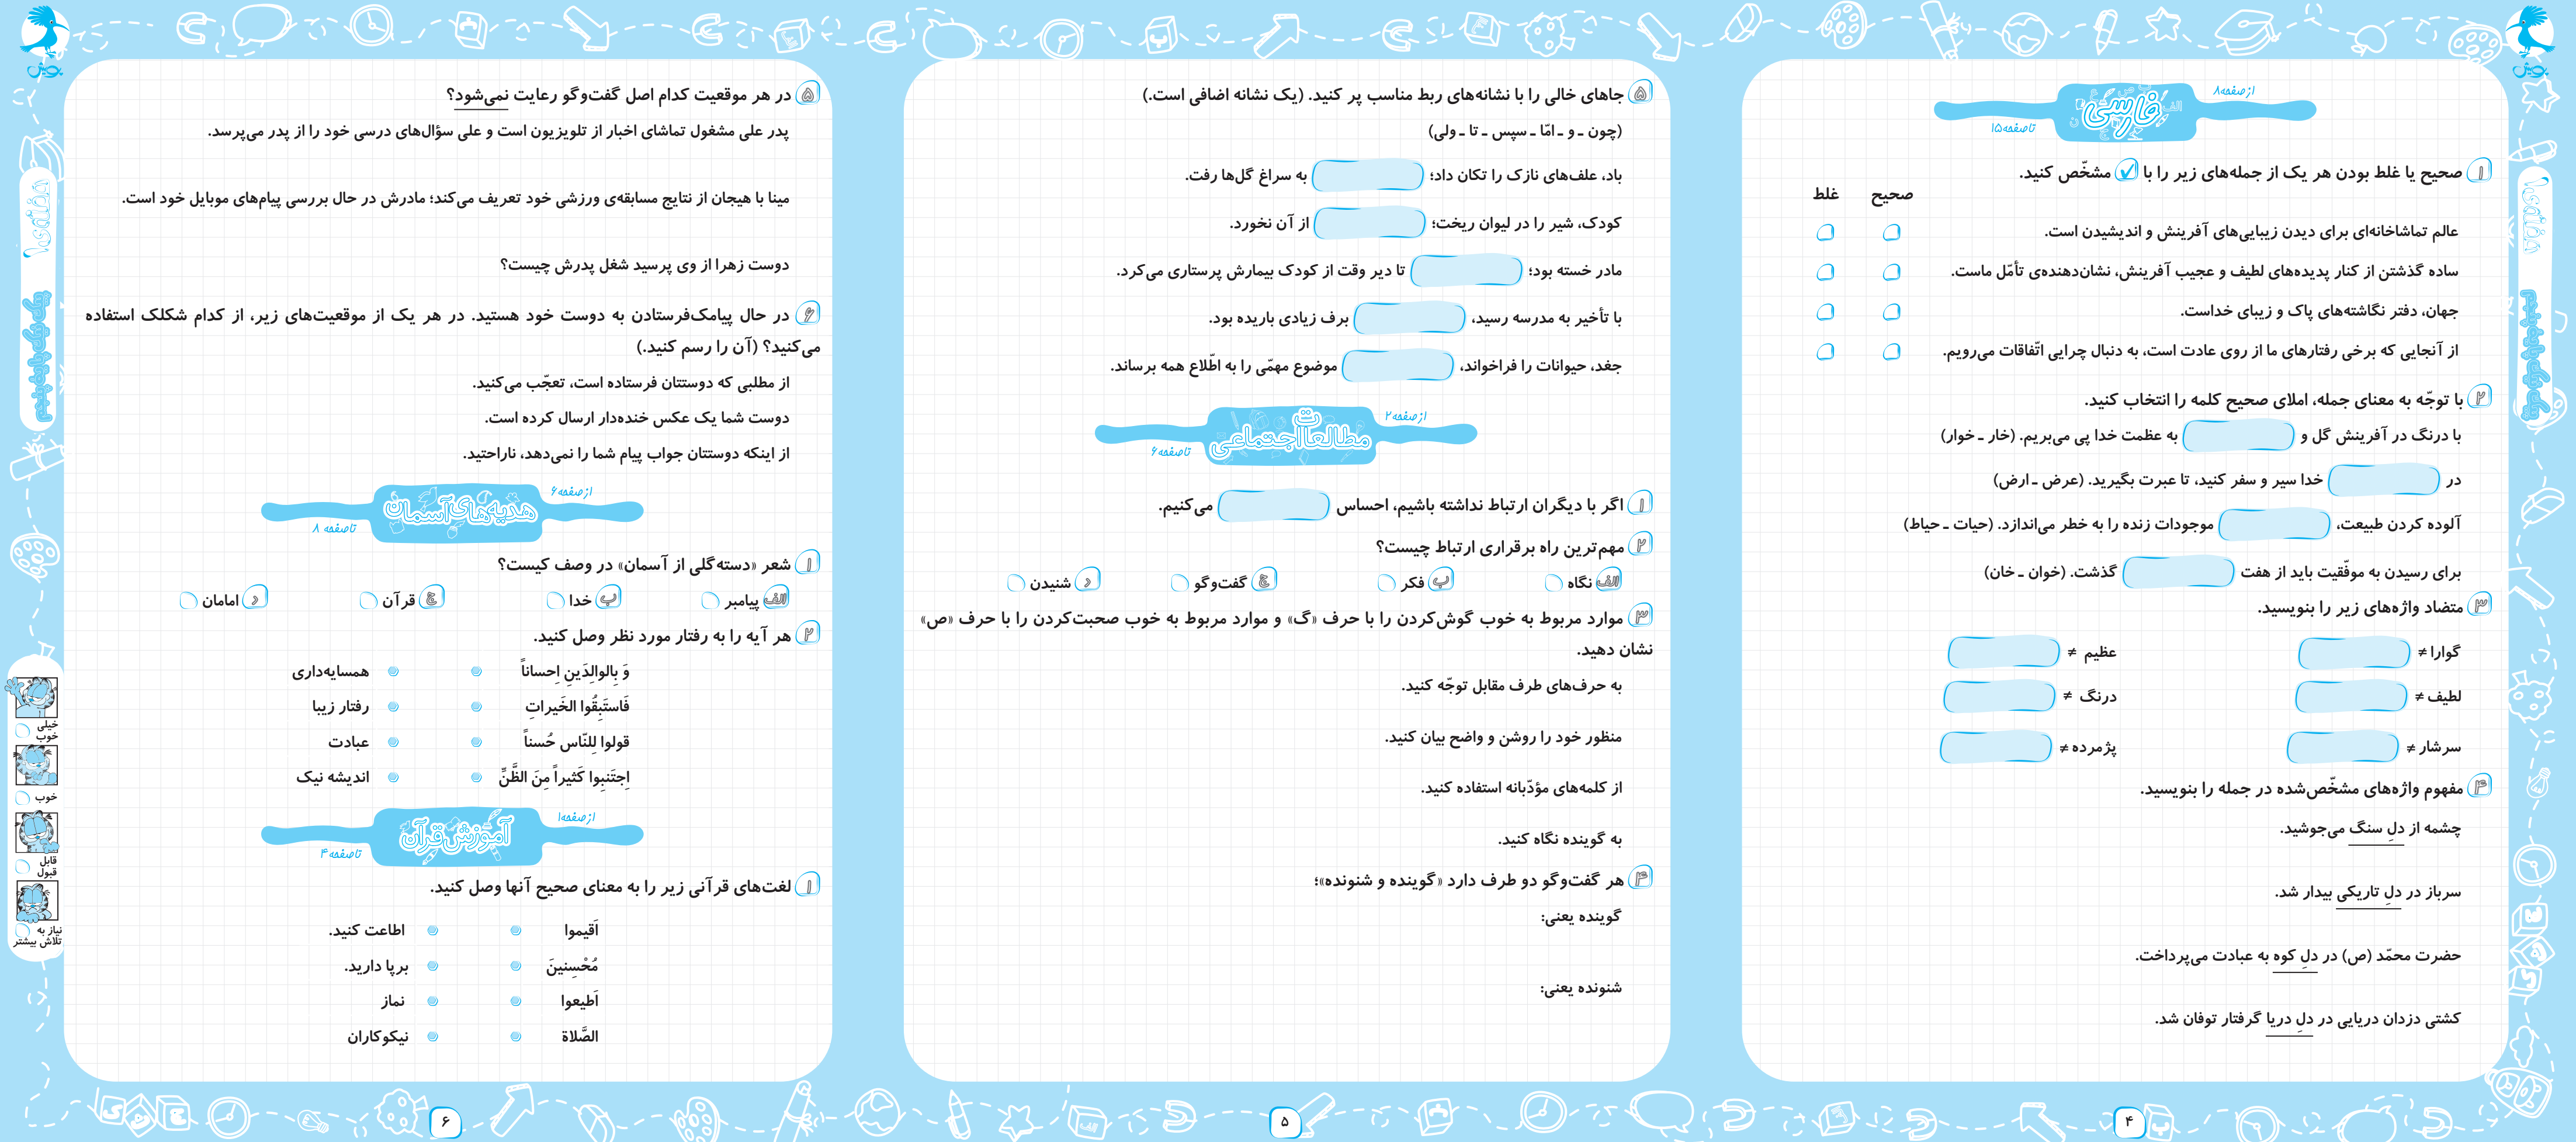 فارسی
از صفحه ۸
تا صفحه ۱۵
۱ صحیح یا غلط بودن هر یک از جمله‌های زیر را با ✓ مشخّص کنید.
صحیح غلط
عالم تماشاخانه‌ای برای دیدن زیبایی‌های آفرینش و اندیشیدن است.
ساده گذشتن از کنار پدیده‌های لطیف و عجیب آفرینش، نشان‌دهنده‌ی تأمّل ماست.
جهان، دفتر نگاشته‌های پاک و زیبای خداست.
از آنجایی که برخی رفتارهای ما از روی عادت است، به دنبال چرایی اتّفاقات می‌رویم.
۲ با توجّه به معنای جمله، املای صحیح کلمه را انتخاب کنید.
با درنگ در آفرینش گل و به عظمت خدا پی می‌بریم. (خار ـ خوار)
در خدا سیر و سفر کنید، تا عبرت بگیرید. (عرض ـ ارض)
آلوده کردن طبیعت، موجودات زنده را به خطر می‌اندازد. (حیات ـ حیاط)
برای رسیدن به موفّقیت باید از هفت گذشت. (خوان ـ خان)
۳ متضاد واژه‌های زیر را بنویسید.
گوارا ≠ عظیم ≠
لطیف ≠ درنگ ≠
سرشار ≠ پژمرده ≠
۴ مفهوم واژه‌های مشخّص‌شده در جمله را بنویسید.
چشمه از دلِ سنگ می‌جوشید.
سرباز در دلِ تاریکی بیدار شد.
حضرت محمّد (ص) در دلِ کوه به عبادت می‌پرداخت.
کشتی دزدان دریایی در دلِ دریا گرفتار توفان شد.
۴
۵ جاهای خالی را با نشانه‌های ربط مناسب پر کنید. (یک نشانه اضافی است.)
(چون ـ و ـ امّا ـ سپس ـ تا ـ ولی)
باد، علف‌های نازک را تکان داد؛ به سراغ گل‌ها رفت.
کودک، شیر را در لیوان ریخت؛ از آن نخورد.
مادر خسته بود؛ تا دیر وقت از کودک بیمارش پرستاری می‌کرد.
با تأخیر به مدرسه رسید، برف زیادی باریده بود.
جغد، حیوانات را فراخواند، موضوع مهمّی را به اطّلاع همه برساند.
مطالعات اجتماعی
از صفحه ۲
تا صفحه ۶
۱ اگر با دیگران ارتباط نداشته باشیم، احساس می‌کنیم.
۲ مهم‌ترین راه برقراری ارتباط چیست؟
الف نگاه ب فکر ج گفت‌وگو د شنیدن
۳ موارد مربوط به خوب گوش‌کردن را با حرف «گ» و موارد مربوط به خوب صحبت‌کردن را با حرف «ص»
نشان دهید.
به حرف‌های طرف مقابل توجّه کنید.
منظور خود را روشن و واضح بیان کنید.
از کلمه‌های مؤدّبانه استفاده کنید.
به گوینده نگاه کنید.
۴ هر گفت‌وگو دو طرف دارد «گوینده و شنونده»؛
گوینده یعنی:
شنونده یعنی:
۵
۵ در هر موقعیت کدام اصل گفت‌وگو رعایت نمی‌شود؟
پدر علی مشغول تماشای اخبار از تلویزیون است و علی سؤال‌های درسی خود را از پدر می‌پرسد.
مینا با هیجان از نتایج مسابقه‌ی ورزشی خود تعریف می‌کند؛ مادرش در حال بررسی پیام‌های موبایل خود است.
دوست زهرا از وی پرسید شغل پدرش چیست؟
۶ در حال پیامک‌فرستادن به دوست خود هستید. در هر یک از موقعیت‌های زیر، از کدام شکلک استفاده
می‌کنید؟ (آن را رسم کنید.)
از مطلبی که دوستتان فرستاده است، تعجّب می‌کنید.
دوست شما یک عکس خنده‌دار ارسال کرده است.
از اینکه دوستتان جواب پیام شما را نمی‌دهد، ناراحتید.
هدیه‌های آسمان
از صفحه ۶
تا صفحه ۸
۱ شعر «دسته‌گلی از آسمان» در وصف کیست؟
الف پیامبر ب خدا ج قرآن د امامان
۲ هر آیه را به رفتار مورد نظر وصل کنید.
وَ بِالوالِدَینِ اِحساناً همسایه‌داری
فَاستَبِقُوا الخَیراتِ رفتار زیبا
قولوا لِلنّاس حُسناً عبادت
اِجتَنِبوا کَثیراً مِنَ الظَّنِّ اندیشه نیک
آموزش قرآن
از صفحه ۱
تا صفحه ۴
۱ لغت‌های قرآنی زیر را به معنای صحیح آنها وصل کنید.
اَقیموا اطاعت کنید.
مُحْسِنینَ برپا دارید.
اَطیعوا نماز
الصَّلاة نیکوکاران
۶
هفته‌ی ۱
پیک پایه پنجم
هفته‌ی ۱
خیلی خوب
خوب
قابل قبول
نیاز به تلاش بیشتر